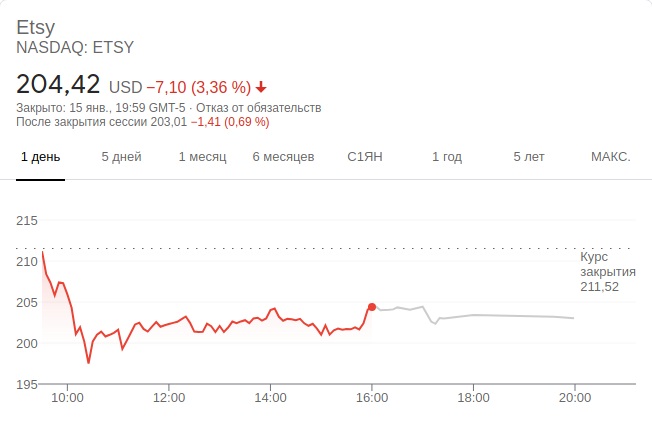 Etsy
NASDAQ: ETSY
204,42 USD −7,10 (3,36 %)
Закрыто: 15 янв., 19:59 GMT-5 · Отказ от обязательств
После закрытия сессии 203,01 −1,41 (0,69 %)
1 день 5 дней 1 месяц 6 месяцев С1ЯН 1 год 5 лет МАКС.
215
210
205
200
195
Курс
закрытия
211,52
10:00 12:00 14:00 16:00 18:00 20:00